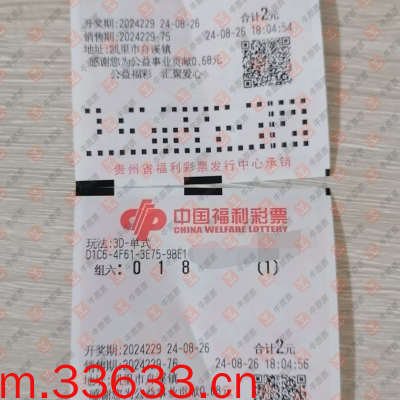 开奖期:2024229 24-08-26 合计2元
销售期:2024229-75 18:04:54
地址:凯里市舟溪镇
感谢您为公益事业贡献0.68元
公益福彩 汇聚爱心
贵州省福利彩票发行中心承销
中国福利彩票
CHINA WELFARE LOTTERY
玩法:3D-单式
D1C6-4F61-3E75-9BE1
组六: 0 1 8 (1)
开奖期:2024229 24-08-26 合计2元
销售期:2024229-76 24-08-26 18:04:56
m.33633.cn